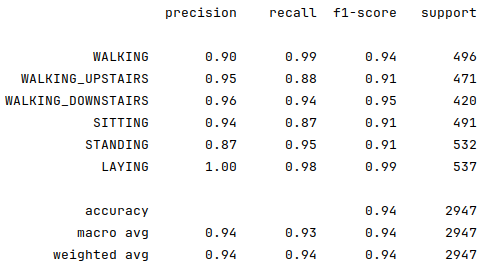 precision recall f1-score support
WALKING 0.90 0.99 0.94 496
WALKING_UPSTAIRS 0.95 0.88 0.91 471
WALKING_DOWNSTAIRS 0.96 0.94 0.95 420
SITTING 0.94 0.87 0.91 491
STANDING 0.87 0.95 0.91 532
LAYING 1.00 0.98 0.99 537
accuracy 0.94 2947
macro avg 0.94 0.93 0.94 2947
weighted avg 0.94 0.94 0.94 2947